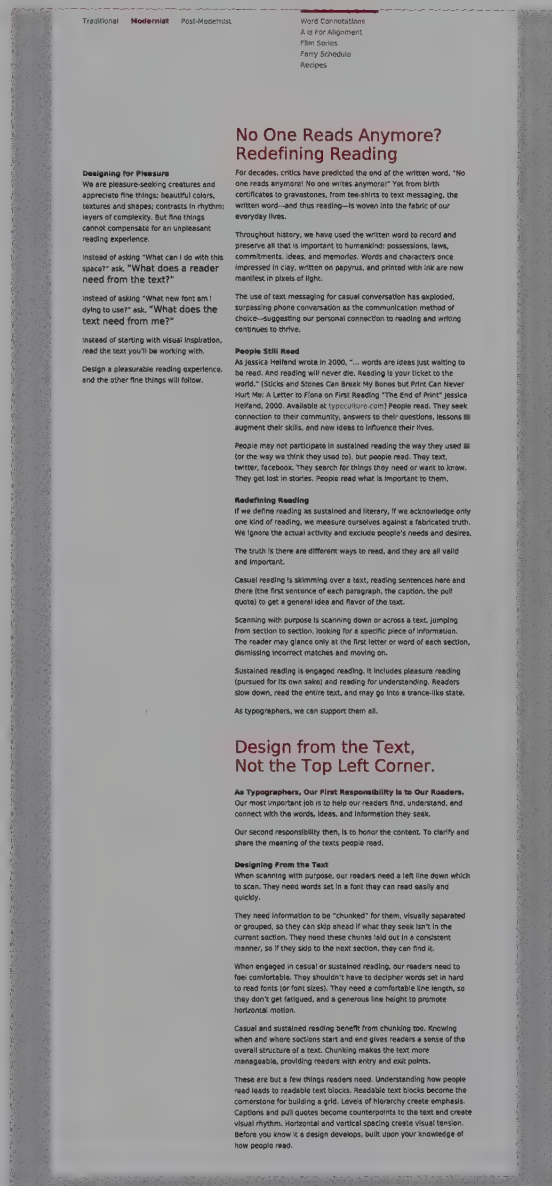 Traditional Modernist Post-Modernist
Word Connotations
A is For Alignment
Film Series
Ferry Schedule
Recipes
Designing for Pleasure
We are pleasure-seeking creatures and
appreciate fine things: beautiful colors,
textures and shapes; contrasts in rhythm;
layers of complexity. But fine things
cannot compensate for an unpleasant
reading experience.
Instead of asking "What can I do with this
space?" ask, "What does a reader
need from the text?"
Instead of asking "What new font am I
dying to use?" ask, "What does the
text need from me?"
Instead of starting with visual inspiration,
read the text you'll be working with.
Design a pleasurable reading experience,
and the other fine things will follow.
No One Reads Anymore?
Redefining Reading
For decades, critics have predicted the end of the written word, "No
one reads anymore! No one writes anymore!" Yet from birth
certificates to gravestones, from tee-shirts to text messaging, the
written word—and thus reading—is woven into the fabric of our
everyday lives.
Throughout history, we have used the written word to record and
preserve all that is important to humankind: possessions, laws,
commitments, ideas, and memories. Words and characters once
impressed in clay, written on papyrus, and printed with ink are now
manifest in pixels of light.
The use of text messaging for casual conversation has exploded,
surpassing phone conversation as the communication method of
choice—suggesting our personal connection to reading and writing
continues to thrive.
People Still Read
As Jessica Helfand wrote in 2000, "... words are ideas just waiting to
be read. And reading will never die. Reading is your ticket to the
world." (Sticks and Stones Can Break My Bones but Print Can Never
Hurt Me: A Letter to Fiona on First Reading "The End of Print" Jessica
Helfand, 2000. Available at typoculture.com) People read. They seek
connection to their community, answers to their questions, lessons
augment their skills, and new ideas to influence their lives.
People may not participate in sustained reading the way they used
(or the way we think they used to), but people read. They text,
twitter, facebook. They search for things they need or want to know.
They get lost in stories. People read what is important to them.
Redefining Reading
If we define reading as sustained and literary, if we acknowledge only
one kind of reading, we measure ourselves against a fabricated truth.
We ignore the actual activity and exclude people's needs and desires.
The truth is there are different ways to read, and they are all valid
and important.
Casual reading is skimming over a text, reading sentences here and
there (the first sentence of each paragraph, the caption, the pull
quote) to get a general idea and flavor of the text.
Scanning with purpose is scanning down or across a text, jumping
from section to section, looking for a specific piece of information.
The reader may glance only at the first letter or word of each section,
dismissing incorrect matches and moving on.
Sustained reading is engaged reading. It includes pleasure reading
(pursued for its own sake) and reading for understanding. Readers
slow down, read the entire text, and may go into a trance-like state.
As typographers, we can support them all.
Design from the Text,
Not the Top Left Corner.
As Typographers, Our First Responsibility is to Our Readers.
Our most important job is to help our readers find, understand, and
connect with the words, ideas, and information they seek.
Our second responsibility then, is to honor the content. To clarify and
share the meaning of the texts people read.
Designing From the Text
When scanning with purpose, our readers need a left line down which
to scan. They need words set in a font they can read easily and
quickly.
They need information to be "chunked" for them, visually separated
or grouped, so they can skip ahead if what they seek isn't in the
current section. They need these chunks laid out in a consistent
manner, so if they skip to the next section, they can find it.
When engaged in casual or sustained reading, our readers need to
feel comfortable. They shouldn't have to decipher words set in hard
to read fonts (or font sizes). They need a comfortable line length, so
they don't get fatigued, and a generous line height to promote
horizontal motion.
Casual and sustained reading benefit from chunking too. Knowing
when and where sections start and end gives readers a sense of the
overall structure of a text. Chunking makes the text more
manageable, providing readers with entry and exit points.
These are but a few things readers need. Understanding how people
read leads to readable text blocks. Readable text blocks become the
cornerstone for building a grid. Levels of hierarchy create emphasis.
Captions and pull quotes become counterpoints to the text and create
visual rhythm. Horizontal and vertical spacing create visual tension.
Before you know it a design develops, built upon your knowledge of
how people read.